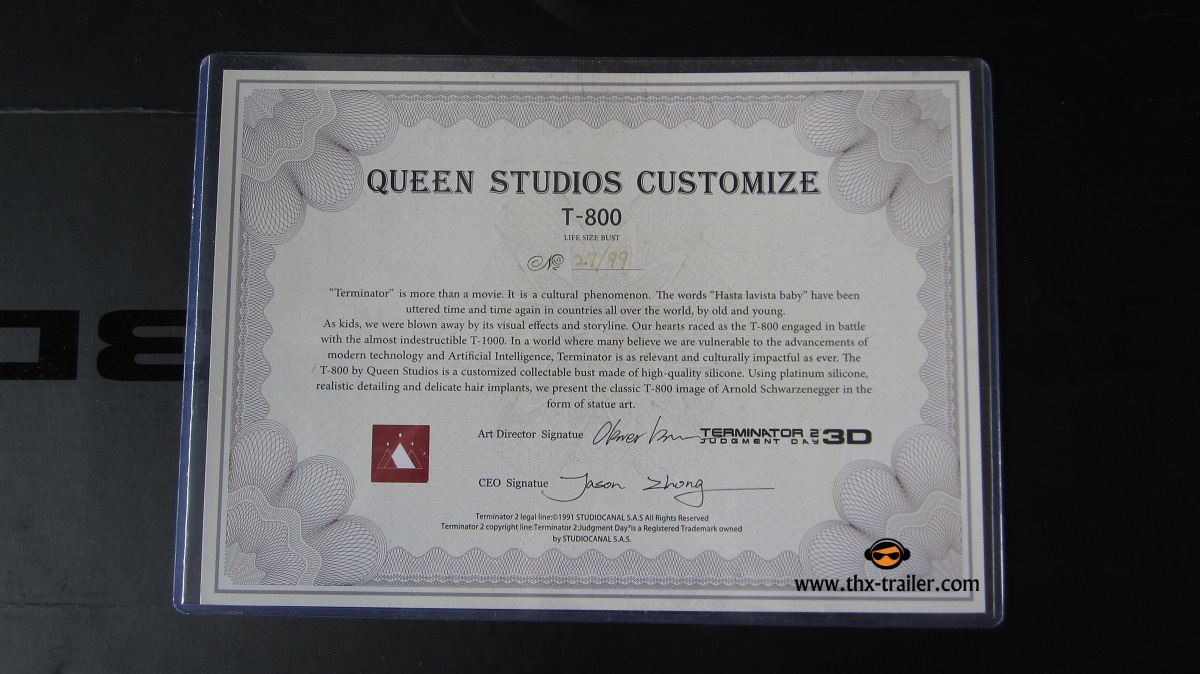 QUEEN STUDIOS CUSTOMIZE
T-800
LIFE SIZE BUST
№ 27/99
“Terminator” is more than a movie. It is a cultural phenomenon. The words “Hasta lavista baby” have been
uttered time and time again in countries all over the world, by old and young.
As kids, we were blown away by its visual effects and storyline. Our hearts raced as the T-800 engaged in battle
with the almost indestructible T-1000. In a world where many believe we are vulnerable to the advancements of
modern technology and Artificial Intelligence, Terminator is as relevant and culturally impactful as ever. The
T-800 by Queen Studios is a customized collectable bust made of high-quality silicone. Using platinum silicone,
realistic detailing and delicate hair implants, we present the classic T-800 image of Arnold Schwarzenegger in the
form of statue art.
Art Director Signatue
TERMINATOR 2 3D
JUDGMENT DAY
CEO Signatue Jason Zhong
Terminator 2 legal line:©1991 STUDIOCANAL S.A.S All Rights Reserved
Terminator 2 copyright line:Terminator 2:Judgment Day®is a Registered Trademark owned
by STUDIOCANAL S.A.S.
www.thx-trailer.com